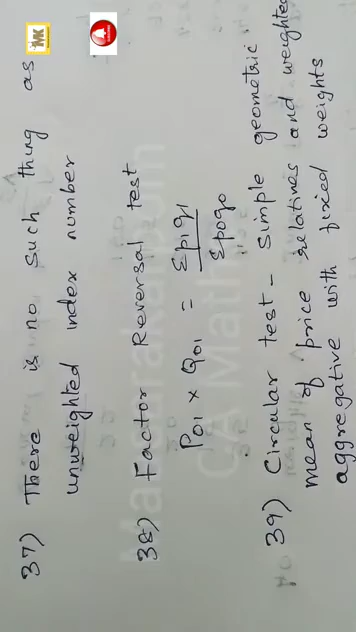 37) There is no such thing as
unweighted index number
38) Factor Reversal test
P01 × Q01 = Σp1q1
Σp0q0
39) Circular test - simple geometric
mean of price relatives and weighted
aggregative with fixed weights
MK